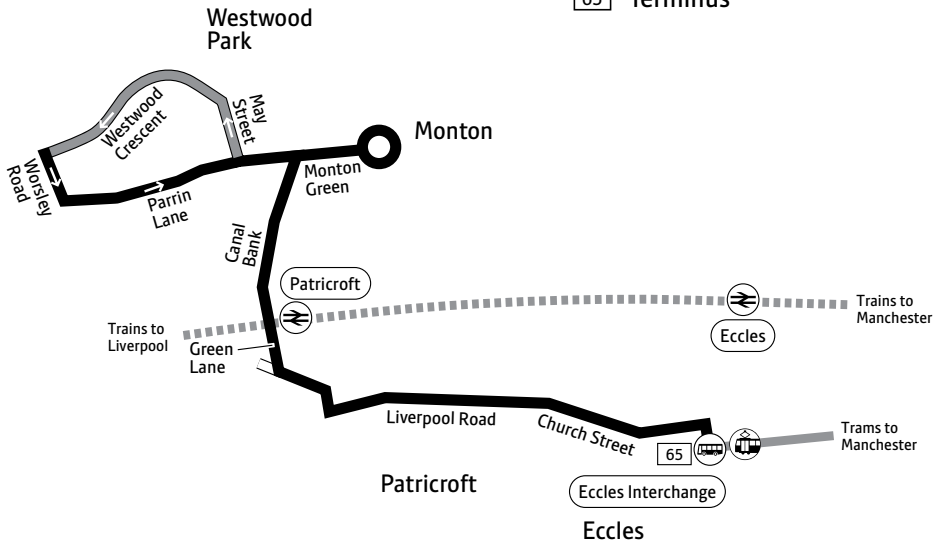 65 Terminus
Westwood
Park
Westwood
Crescent
May
Street
Monton
Worsley
Road
Parrin
Lane
Monton
Green
Canal
Bank
Patricroft
Trains to
Liverpool
Green
Lane
Eccles
Trains to
Manchester
Liverpool Road
Church Street
65
Trams to
Manchester
Patricroft
Eccles Interchange
Eccles